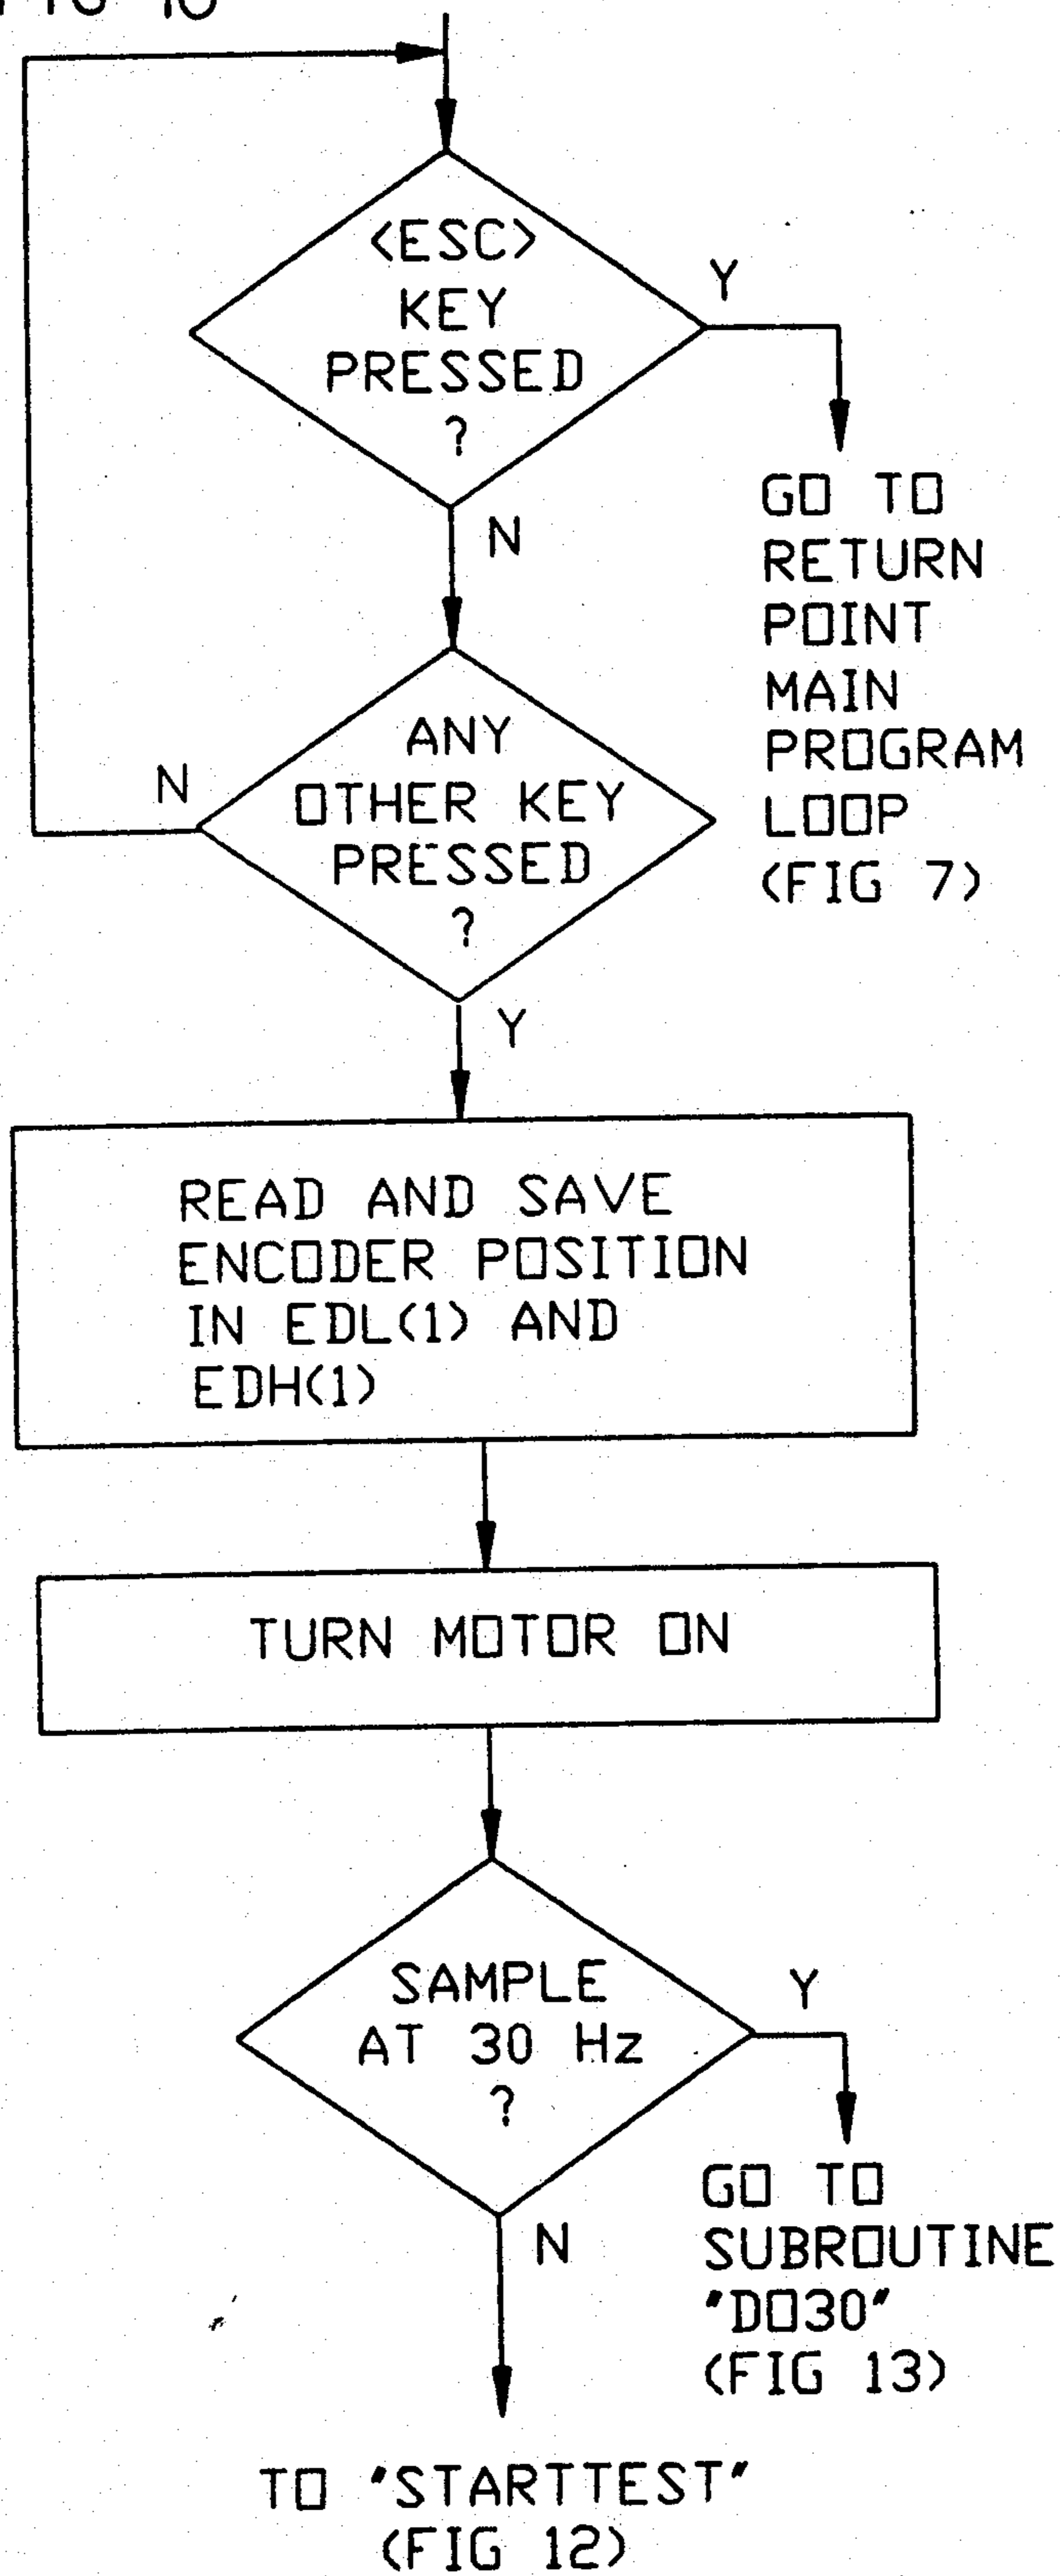 FIG 10
<ESC>
KEY
PRESSED
?
Y
N
GO TO
RETURN
POINT
MAIN
PROGRAM
LOOP
(FIG 7)
ANY
OTHER KEY
PRESSED
?
N
Y
READ AND SAVE
ENCODER POSITION
IN EDL(1) AND
EDH(1)
TURN MOTOR ON
SAMPLE
AT 30 Hz
?
Y
N
GO TO
SUBROUTINE
"DO30"
(FIG 13)
TO "STARTTEST"
(FIG 12)